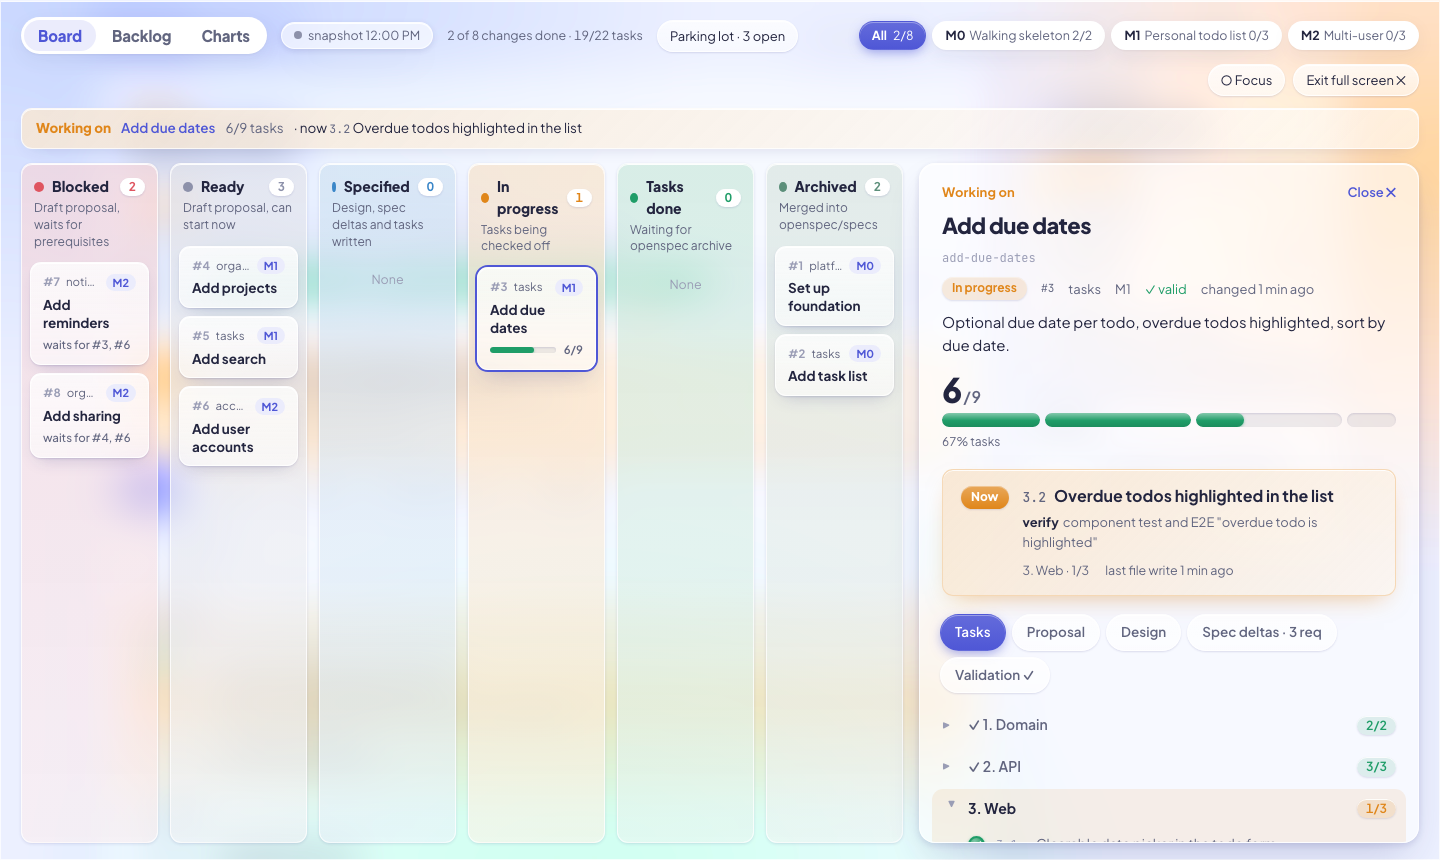 Board Backlog Charts snapshot 12:00 PM 2 of 8 changes done · 19/22 tasks Parking lot · 3 open All 2/8 M0 Walking skeleton 2/2 M1 Personal todo list 0/3 M2 Multi-user 0/3
Focus Exit full screen ✕
Working on Add due dates 6/9 tasks · now 3.2 Overdue todos highlighted in the list
Blocked 2
Draft proposal,
waits for
prerequisites
#7 noti... M2
Add
reminders
waits for #3, #6
#8 org... M2
Add sharing
waits for #4, #6
Ready 3
Draft proposal, can
start now
#4 orga... M1
Add projects
#5 tasks M1
Add search
#6 acc... M2
Add user
accounts
Specified 0
Design, spec
deltas and tasks
written
None
In
progress 1
Tasks being
checked off
#3 tasks M1
Add due
dates
6/9
Tasks
done 0
Waiting for
openspec archive
None
Archived 2
Merged into
openspec/specs
#1 platf... M0
Set up
foundation
#2 tasks M0
Add task list
Working on Close ✕
Add due dates
add-due-dates
In progress #3 tasks M1 ✓ valid changed 1 min ago
Optional due date per todo, overdue todos highlighted, sort by
due date.
6/9
67% tasks
Now 3.2 Overdue todos highlighted in the list
verify component test and E2E "overdue todo is
highlighted"
3. Web · 1/3 last file write 1 min ago
Tasks Proposal Design Spec deltas · 3 req
Validation ✓
✓ 1. Domain 2/2
✓ 2. API 3/3
3. Web 1/3